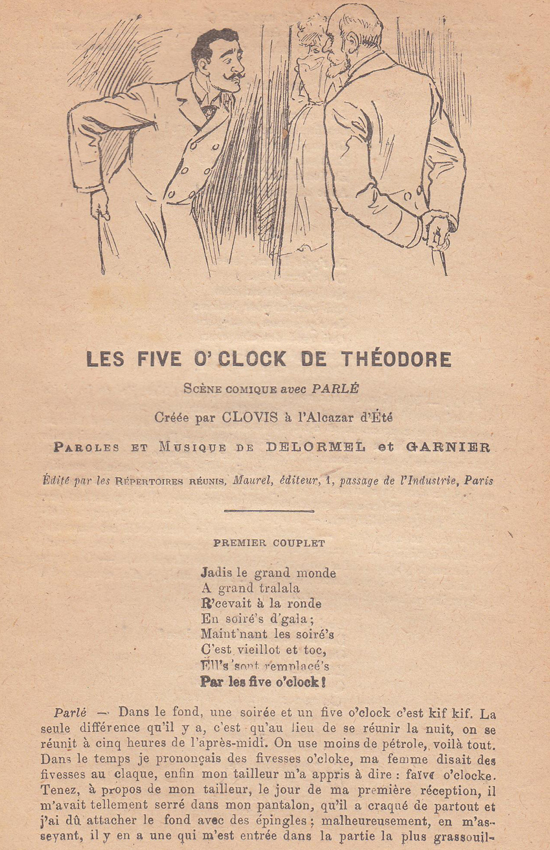 LES FIVE O'CLOCK DE THÉODORE
SCÈNE COMIQUE avec PARLÉ
Créée par CLOVIS à l'Alcazar d'Été
PAROLES ET MUSIQUE DE DELORMEL et GARNIER
Édité par les RÉPERTOIRES RÉUNIS, Maurel, éditeur, 1, passage de l'Industrie, Paris
PREMIER COUPLET
Jadis le grand monde
A grand tralala
R'cevait à la ronde
En soiré's d'gala;
Maint'nant les soiré's
C'est vieillot et toc,
Ell's sont remplacé's
Par les five o'clock!
Parlé — Dans le fond, une soirée et un five o'clock c'est kif kif. La
seule différence qu'il y a, c'est qu'au lieu de se réunir la nuit, on se
réunit à cinq heures de l'après-midi. On use moins de pétrole, voilà tout.
Dans le temps je prononçais des fivesses o'cloke, ma femme disait des
fivesses au claque, enfin mon tailleur m'a appris à dire : faïve o'clocke.
Tenez, à propos de mon tailleur, le jour de ma première réception, il
m'avait tellement serré dans mon pantalon, qu'il a craqué de partout et
j'ai dû attacher le fond avec des épingles; malheureusement, en m'as-
seyant, il y en a une qui m'est entrée dans la partie la plus grassouil-